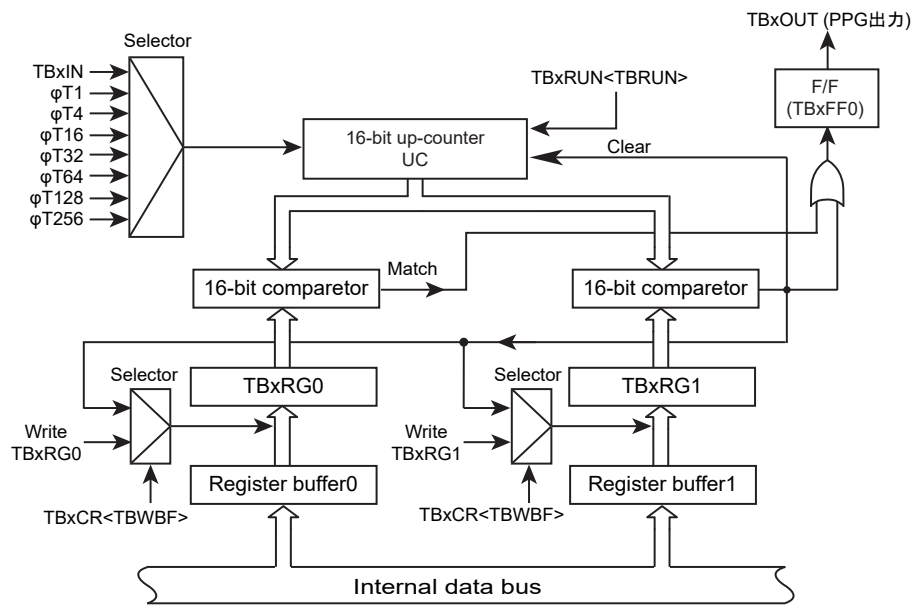 TBxOUT (PPG出力)
Selector
TBxIN
φT1
φT4
φT16
φT32
φT64
φT128
φT256
16-bit up-counter
UC
TBxRUN<TBRUN>
Clear
F/F
(TBxFF0)
16-bit comparetor
Match
16-bit comparetor
Selector
TBxRG0
Selector
TBxRG1
Write
TBxRG0
Write
TBxRG1
Register buffer0
Register buffer1
TBxCR<TBWBF>
TBxCR<TBWBF>
Internal data bus